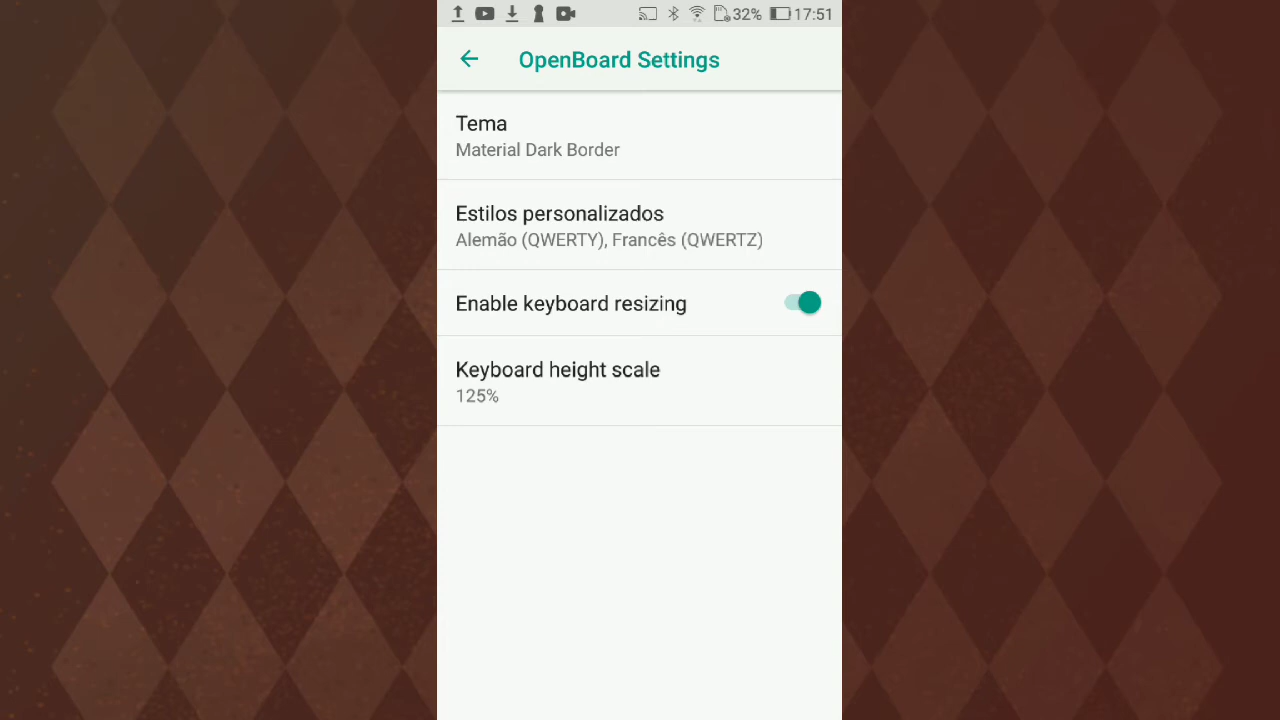 32% 17:51
OpenBoard Settings
Tema
Material Dark Border
Estilos personalizados
Alemão (QWERTY), Francês (QWERTZ)
Enable keyboard resizing
Keyboard height scale
125%